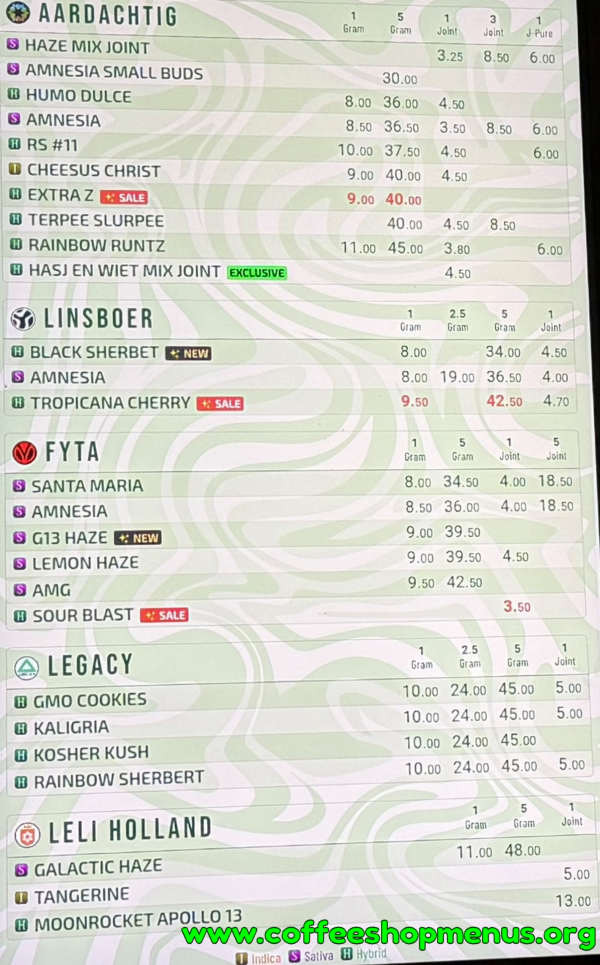 AARDACHTIG 1 Gram 5 Gram 1 Joint 3 Joint 1 J-Pure
S HAZE MIX JOINT 3.25 8.50 6.00
S AMNESIA SMALL BUDS 30.00
H HUMO DULCE 8.00 36.00 4.50
S AMNESIA 8.50 36.50 3.50 8.50 6.00
H RS #11 10.00 37.50 4.50 6.00
I CHEESUS CHRIST 9.00 40.00 4.50
H EXTRA Z SALE 9.00 40.00
H TERPEE SLURPEE 40.00 4.50 8.50
H RAINBOW RUNTZ 11.00 45.00 3.80 6.00
H HASJ EN WIET MIX JOINT EXCLUSIVE 4.50
LINSBOER 1 Gram 2.5 Gram 5 Gram 1 Joint
H BLACK SHERBET NEW 8.00 34.00 4.50
S AMNESIA 8.00 19.00 36.50 4.00
H TROPICANA CHERRY SALE 9.50 42.50 4.70
FYTA 1 Gram 5 Gram 1 Joint 5 Joint
S SANTA MARIA 8.00 34.50 4.00 18.50
S AMNESIA 8.50 36.00 4.00 18.50
S G13 HAZE NEW 9.00 39.50
S LEMON HAZE 9.00 39.50 4.50
S AMG 9.50 42.50
H SOUR BLAST SALE 3.50
LEGACY 1 Gram 2.5 Gram 5 Gram 1 Joint
H GMO COOKIES 10.00 24.00 45.00 5.00
H KALIGRIA 10.00 24.00 45.00 5.00
H KOSHER KUSH 10.00 24.00 45.00
H RAINBOW SHERBERT 10.00 24.00 45.00 5.00
LELI HOLLAND 1 Gram 5 Gram 1 Joint
S GALACTIC HAZE 11.00 48.00
I TANGERINE 5.00
H MOONROCKET APOLLO 13 13.00
www.coffeeshopmenus.org
I Indica S Sativa H Hybrid